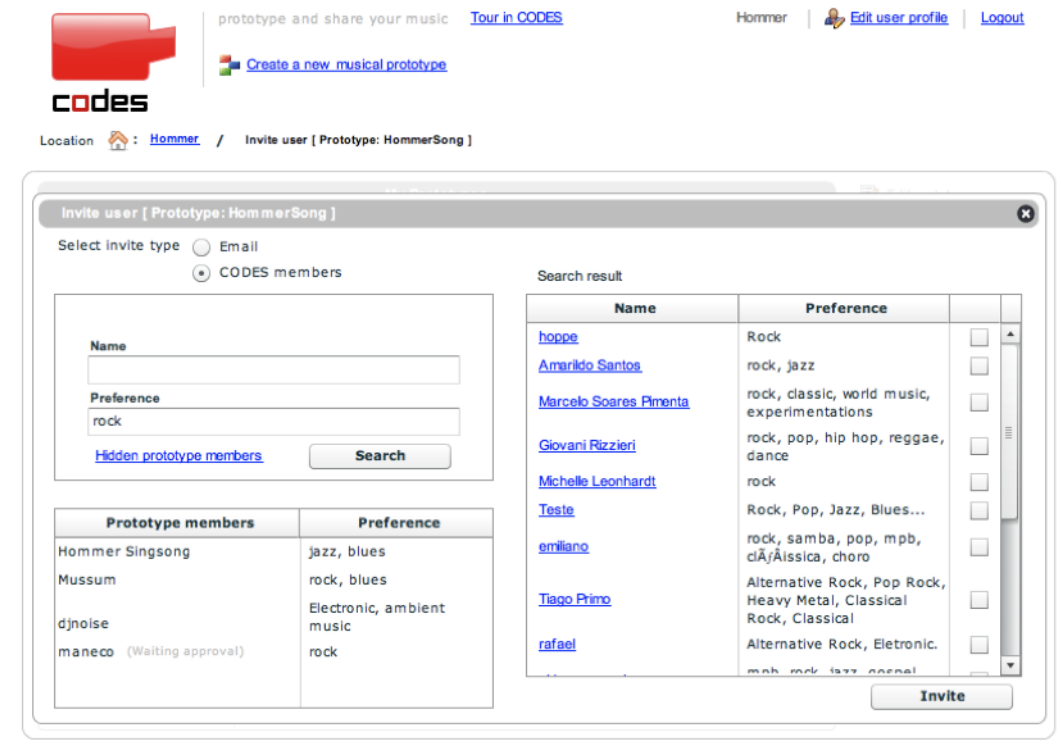 prototype and share your music Tour in CODES Hommer Edit user profile Logout
Create a new musical prototype
codes
Location : Hommer / Invite user [ Prototype: HommerSong ]
Invite user [ Prototype: HommerSong ]
Select invite type Email
CODES members
Name
Preference
rock
Hidden prototype members Search
Prototype members Preference
Hommer Singsong jazz, blues
Mussum rock, blues
djnoise Electronic, ambient
music
maneco (Waiting approval) rock
Search result
Name Preference
hoppe Rock
Amarildo Santos rock, jazz
Marcelo Soares Pimenta rock, classic, world music,
experimentations
Giovani Rizzieri rock, pop, hip hop, reggae,
dance
Michelle Leonhardt rock
Teste Rock, Pop, Jazz, Blues...
emiliano rock, samba, pop, mpb,
clÃƒÂissica, choro
Tiago Primo Alternative Rock, Pop Rock,
Heavy Metal, Classical
Rock, Classical
rafael Alternative Rock, Eletronic.
mpb, rock, jazz, gospel
Invite